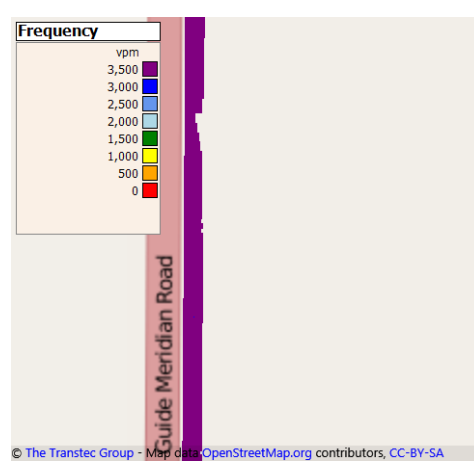 Frequency
vpm
3,500
3,000
2,500
2,000
1,500
1,000
500
0
Guide Meridian Road
© The Transtec Group - Map data OpenStreetMap.org contributors, CC-BY-SA